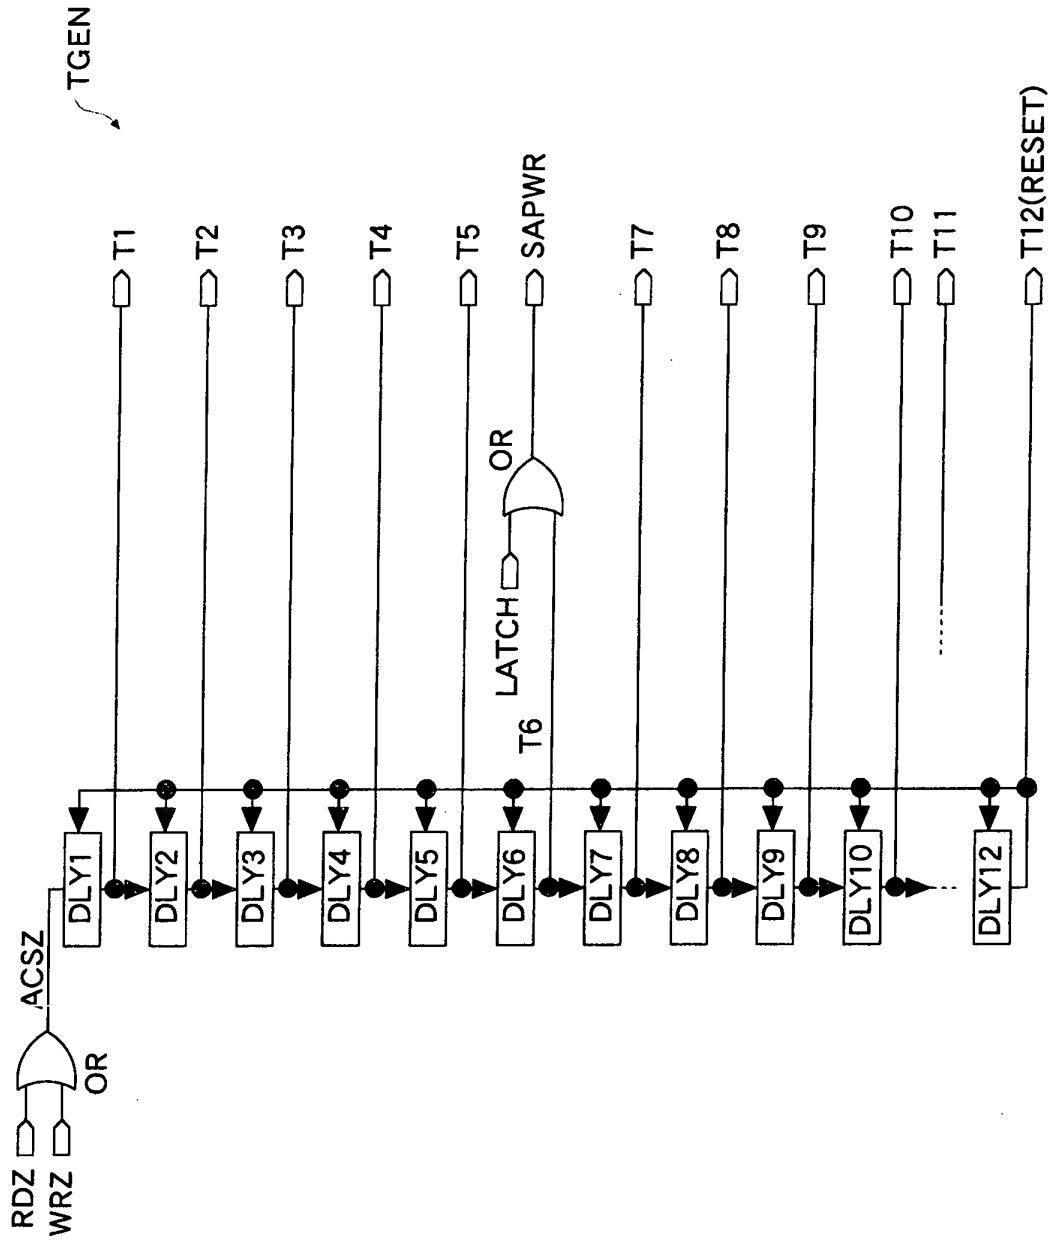 TGEN
RDZ
WRZ
OR
ACSZ
DLY1
DLY2
DLY3
DLY4
DLY5
DLY6
DLY7
DLY8
DLY9
DLY10
DLY12
T6
LATCH
OR
T1
T2
T3
T4
T5
SAPWR
T7
T8
T9
T10
T11
T12(RESET)